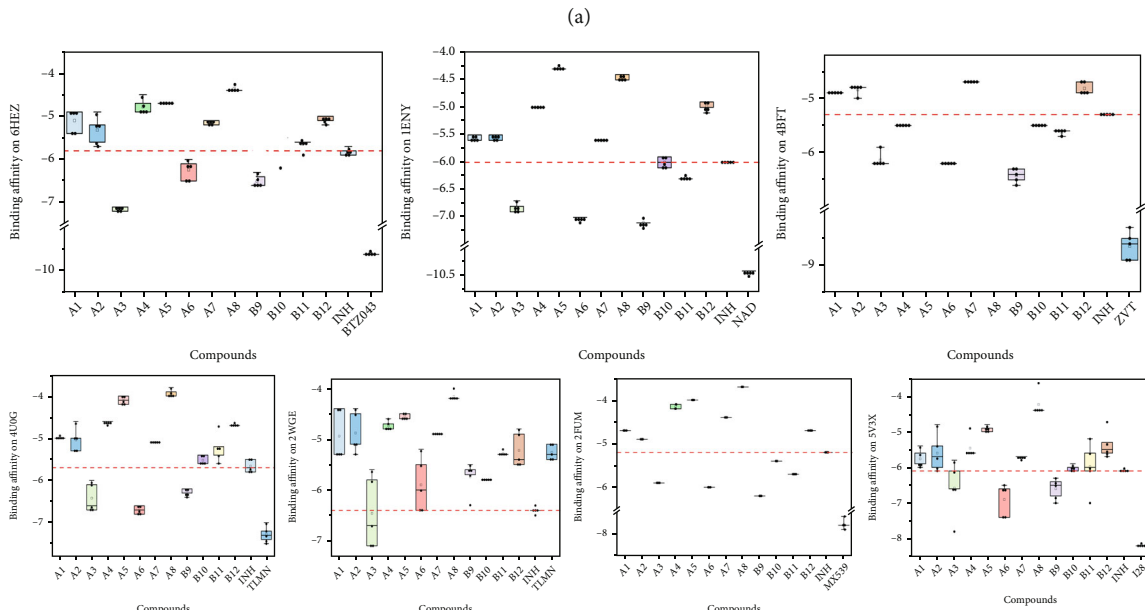 (a)
Binding affinity on 6HEZ
−4
−5
−6
−7
−10
A1 A2 A3 A4 A5 A6 A7 A8 B9 B10 B11 B12 INH BTZ043
Compounds
Binding affinity on 1ENY
−4.0
−4.5
−5.0
−5.5
−6.0
−6.5
−7.0
−10.5
A1 A2 A3 A4 A5 A6 A7 A8 B9 B10 B11 B12 INH NAD
Compounds
Binding affinity on 4BFT
−4
−5
−6
−9
A1 A2 A3 A4 A5 A6 A7 A8 B9 B10 B11 B12 INH ZVT
Compounds
Binding affinity on 4U0G
−4
−5
−6
−7
A1 A2 A3 A4 A5 A6 A7 A8 B9 B10 B11 B12 INH TLMN
Compounds
Binding affinity on 2WGE
−4
−5
−6
−7
A1 A2 A3 A4 A5 A6 A7 A8 B9 B10 B11 B12 INH TLMN
Compounds
Binding affinity on 2FUM
−4
−5
−6
−8
A1 A2 A3 A4 A5 A6 A7 A8 B9 B10 B11 B12 INH MX539
Compounds
Binding affinity on 5V3X
−4
−5
−6
−7
−8
A1 A2 A3 A4 A5 A6 A7 A8 B9 B10 B11 B12 INH I28
Compounds